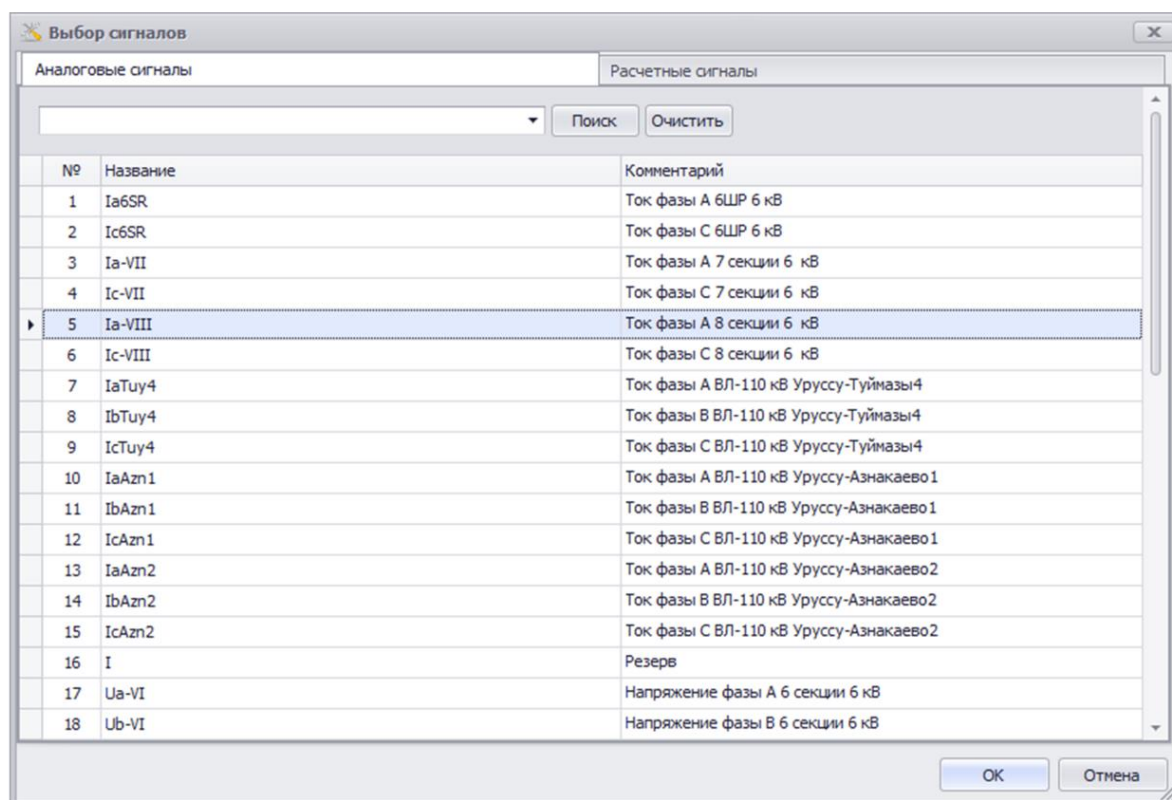 Выбор сигналов
Аналоговые сигналы Расчетные сигналы
Поиск Очистить
№ Название Комментарий
1 Ia6SR Ток фазы А 6ШР 6 кВ
2 Ic6SR Ток фазы С 6ШР 6 кВ
3 Ia-VII Ток фазы А 7 секции 6 кВ
4 Ic-VII Ток фазы С 7 секции 6 кВ
5 Ia-VIII Ток фазы А 8 секции 6 кВ
6 Ic-VIII Ток фазы С 8 секции 6 кВ
7 IaTuy4 Ток фазы А ВЛ-110 кВ Уруссу-Туймазы4
8 IbTuy4 Ток фазы В ВЛ-110 кВ Уруссу-Туймазы4
9 IcTuy4 Ток фазы С ВЛ-110 кВ Уруссу-Туймазы4
10 IaAzn1 Ток фазы А ВЛ-110 кВ Уруссу-Азнакаево1
11 IbAzn1 Ток фазы В ВЛ-110 кВ Уруссу-Азнакаево1
12 IcAzn1 Ток фазы С ВЛ-110 кВ Уруссу-Азнакаево1
13 IaAzn2 Ток фазы А ВЛ-110 кВ Уруссу-Азнакаево2
14 IbAzn2 Ток фазы В ВЛ-110 кВ Уруссу-Азнакаево2
15 IcAzn2 Ток фазы С ВЛ-110 кВ Уруссу-Азнакаево2
16 I Резерв
17 Ua-VI Напряжение фазы А 6 секции 6 кВ
18 Ub-VI Напряжение фазы В 6 секции 6 кВ
ОК Отмена